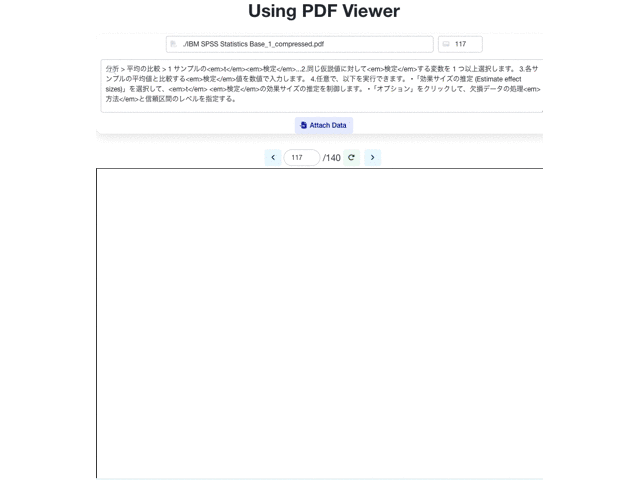 Using PDF Viewer
./IBM SPSS Statistics Base_1_compressed.pdf
117
分析 > 平均の比較 > 1 サンプルの<em>t</em><em>検定</em>...2.同じ仮説値に対して<em>検定</em>する変数を 1 つ以上選択します。 3.各サ
ンプルの平均値と比較する<em>検定</em>値を数値で入力します。 4.任意で、以下を実行できます。 •「効果サイズの推定 (Estimate effect
sizes)」を選択して、<em>t</em> <em>検定</em>の効果サイズの推定を制御します。 •「オプション」をクリックして、欠損データの処理<em>
方法</em>と信頼区間のレベルを指定する。
Attach Data
117 /140